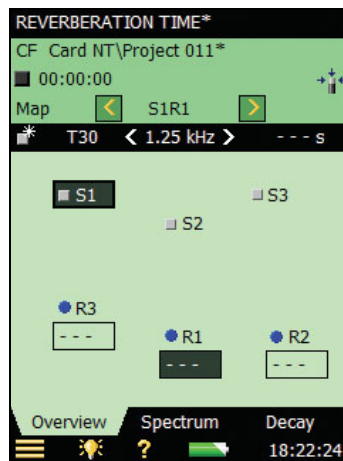 REVERBERATION TIME*
CF Card NT\Project 011*
00:00:00
Map < S1R1 >
T30 < 1.25 kHz > - - - s
S1
S3
S2
R3
- - -
R1
- - -
R2
- - -
Overview Spectrum Decay
? 18:22:24